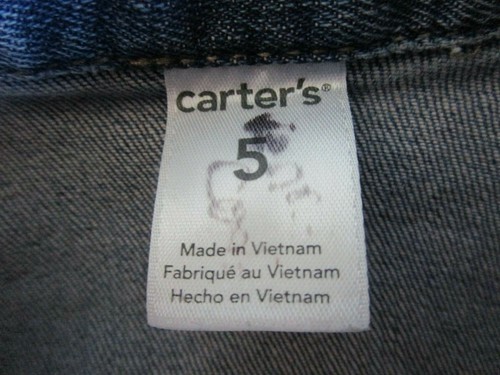 carter's®
5
Made in Vietnam
Fabriqué au Vietnam
Hecho en Vietnam